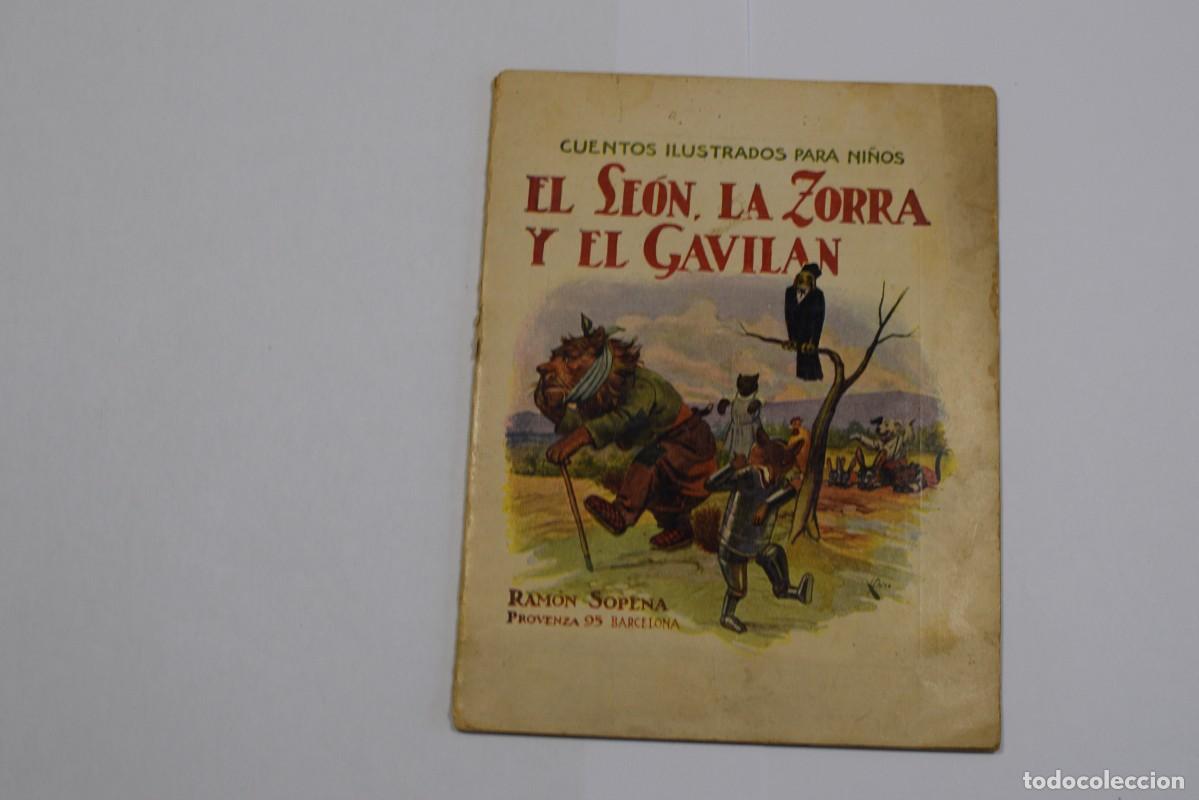 CUENTOS ILUSTRADOS PARA NIÑOS
EL LEÓN, LA ZORRA
Y EL GAVILAN
RAMÓN SOPENA
PROVENZA 95 BARCELONA
todocoleccion